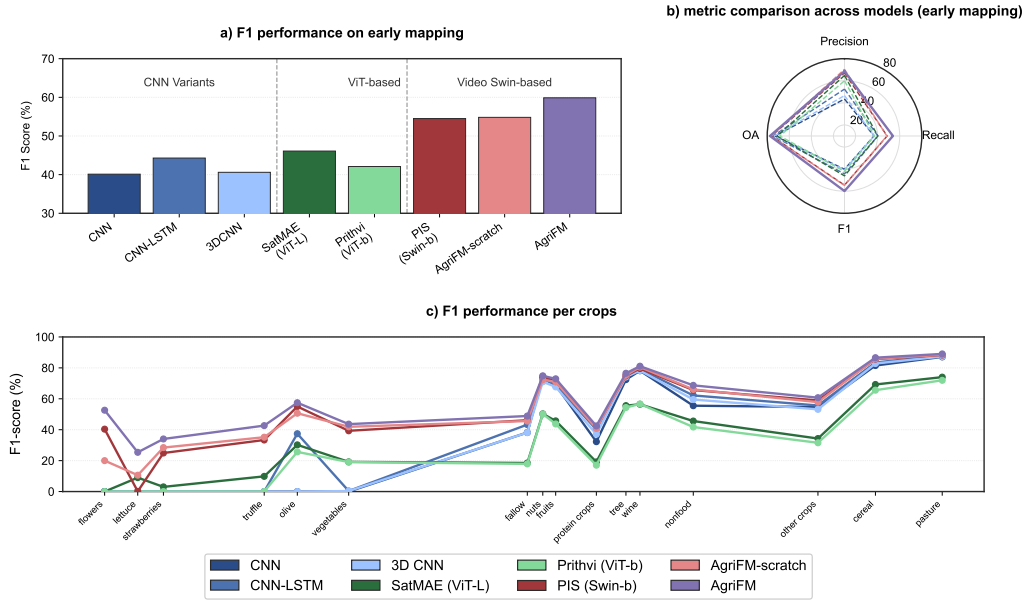 a) F1 performance on early mapping
F1 Score (%)
70
60
50
40
30
CNN Variants
ViT-based
Video Swin-based
CNN
CNN-LSTM
3DCNN
SatMAE
(ViT-L)
Prithvi
(ViT-b)
PIS
(Swin-b)
AgriFM-scratch
AgriFM
b) metric comparison across models (early mapping)
Precision
80
60
40
20
OA
Recall
F1
c) F1 performance per crops
F1-score (%)
100
80
60
40
20
0
flowers
lettuce
strawberries
truffle
olive
vegetables
fallow
nuts
fruits
protein crops
tree
wine
nonfood
other crops
cereal
pasture
CNN
3D CNN
Prithvi (ViT-b)
AgriFM-scratch
CNN-LSTM
SatMAE (ViT-L)
PIS (Swin-b)
AgriFM